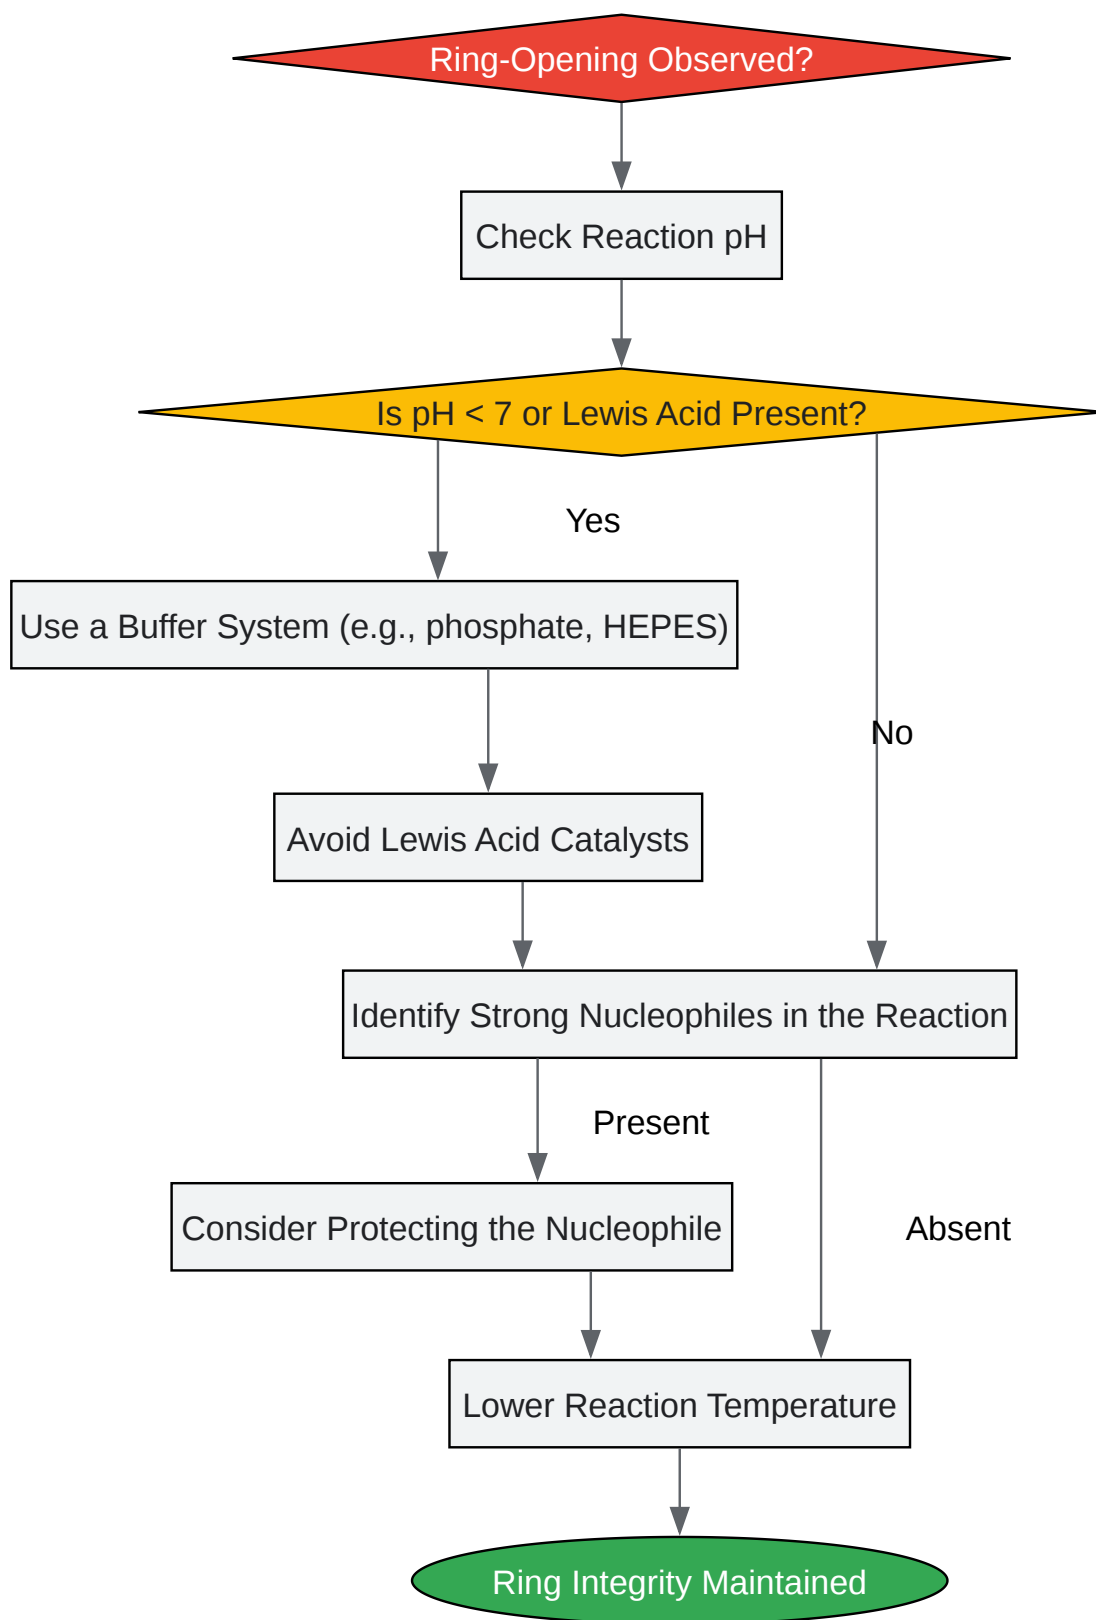 Ring-Opening Observed?
Check Reaction pH
Is pH < 7 or Lewis Acid Present?
Yes
Use a Buffer System (e.g., phosphate, HEPES)
No
Avoid Lewis Acid Catalysts
Identify Strong Nucleophiles in the Reaction
Present
Consider Protecting the Nucleophile
Absent
Lower Reaction Temperature
Ring Integrity Maintained